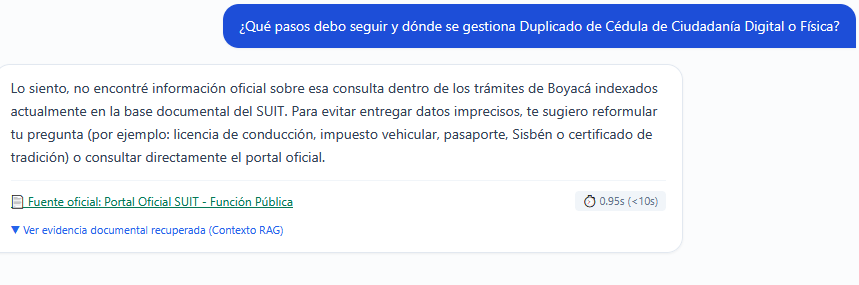 ¿Qué pasos debo seguir y dónde se gestiona Duplicado de Cédula de Ciudadanía Digital o Física?
Lo siento, no encontré información oficial sobre esa consulta dentro de los trámites de Boyacá indexados
actualmente en la base documental del SUIT. Para evitar entregar datos imprecisos, te sugiero reformular
tu pregunta (por ejemplo: licencia de conducción, impuesto vehicular, pasaporte, Sisbén o certificado de
tradición) o consultar directamente el portal oficial.
Fuente oficial: Portal Oficial SUIT - Función Pública
0.95s (<10s)
▼ Ver evidencia documental recuperada (Contexto RAG)